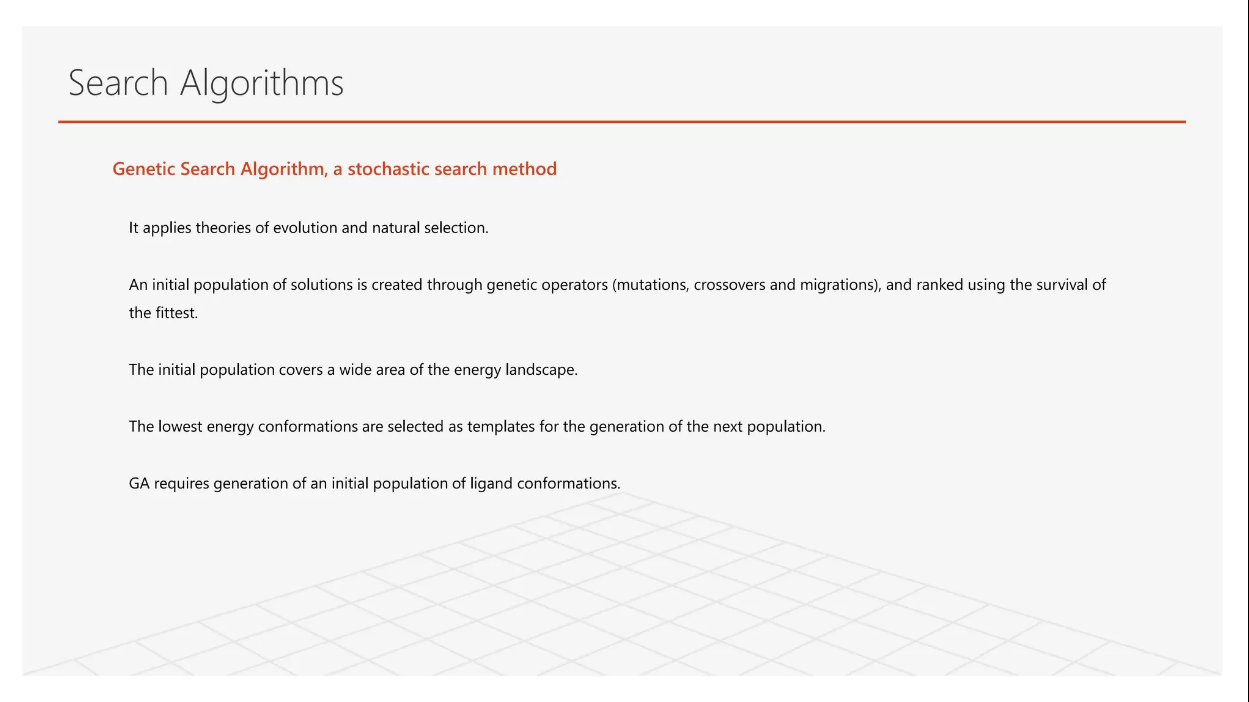 Search Algorithms
Genetic Search Algorithm, a stochastic search method
It applies theories of evolution and natural selection.
An initial population of solutions is created through genetic operators (mutations, crossovers and migrations), and ranked using the survival of
the fittest.
The initial population covers a wide area of the energy landscape.
The lowest energy conformations are selected as templates for the generation of the next population.
GA requires generation of an initial population of ligand conformations.